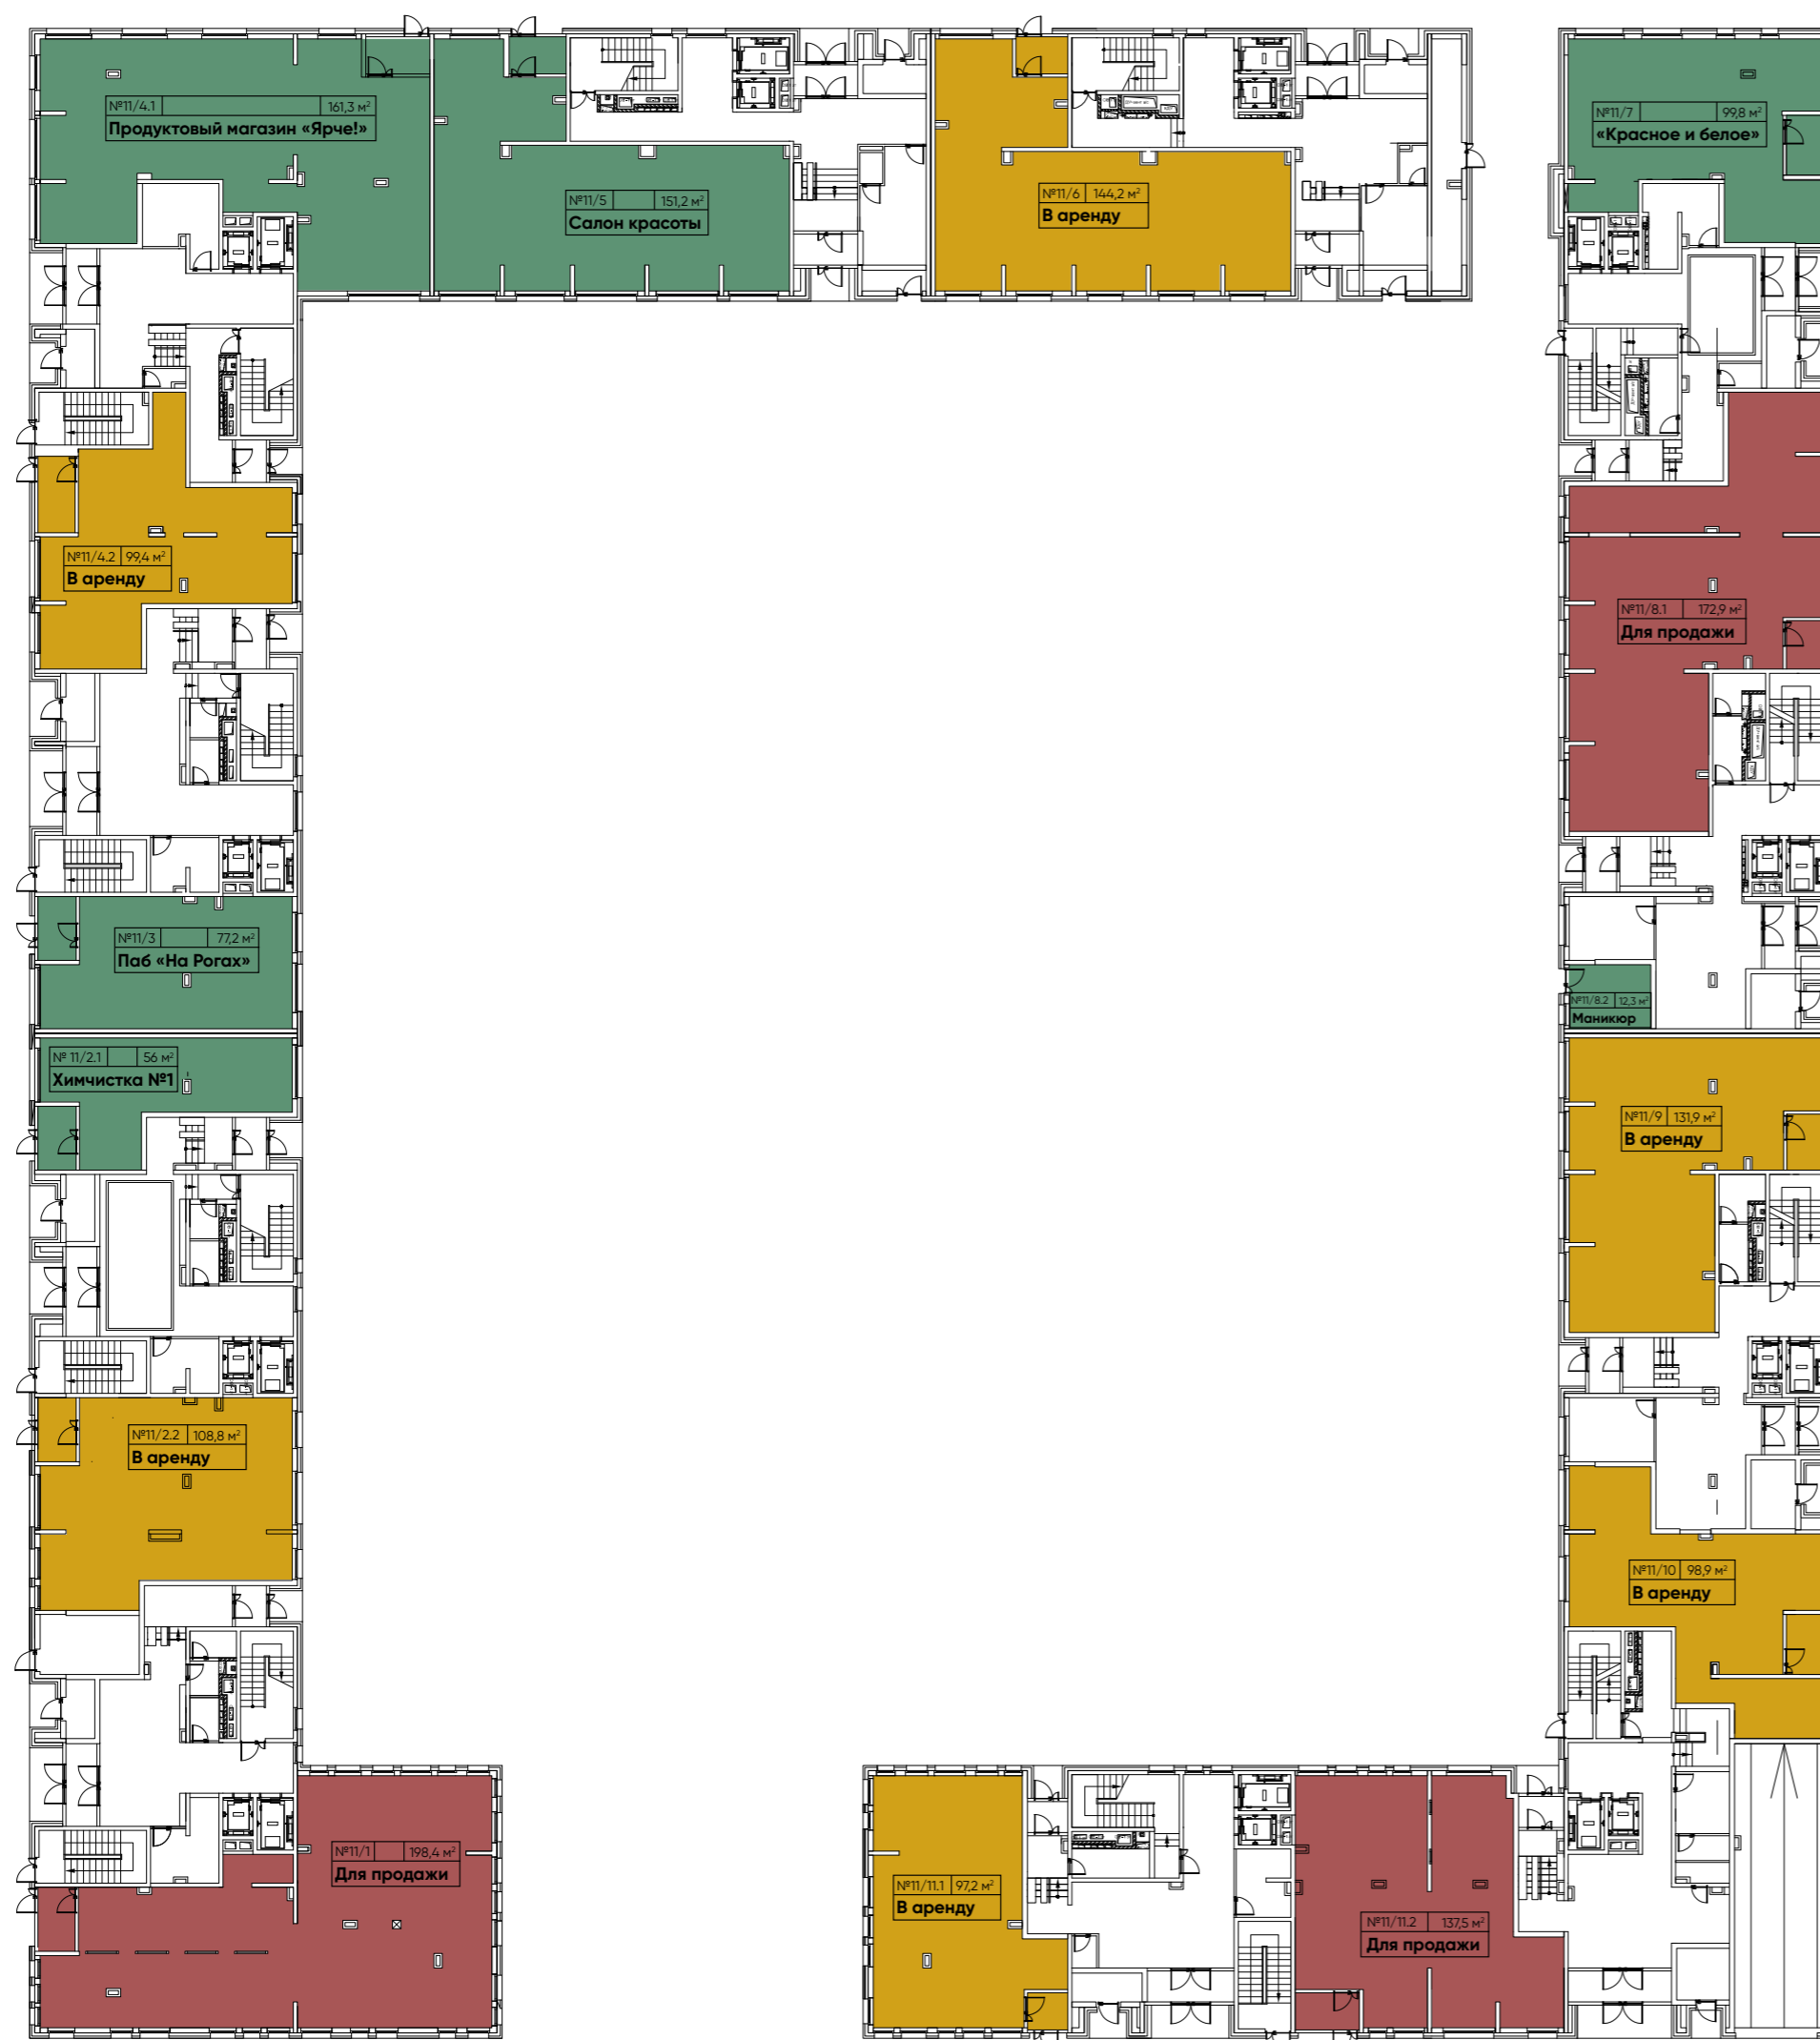 №11/4.1 161,3 м²
Продуктовый магазин «Ярче!»
№11/5 151,2 м²
Салон красоты
№11/6 144,2 м²
В аренду
№11/7 99,8 м²
«Красное и белое»
№11/4.2 99,4 м²
В аренду
№11/8.1 172,9 м²
Для продажи
№11/3 77,2 м²
Паб «На Рогах»
№11/8.2 12,3 м²
Маникюр
№ 11/2.1 56 м²
Химчистка №1
№11/9 131,9 м²
В аренду
№11/2.2 108,8 м²
В аренду
№11/10 98,9 м²
В аренду
№11/1 198,4 м²
Для продажи
№11/11.1 97,2 м²
В аренду
№11/11.2 137,5 м²
Для продажи